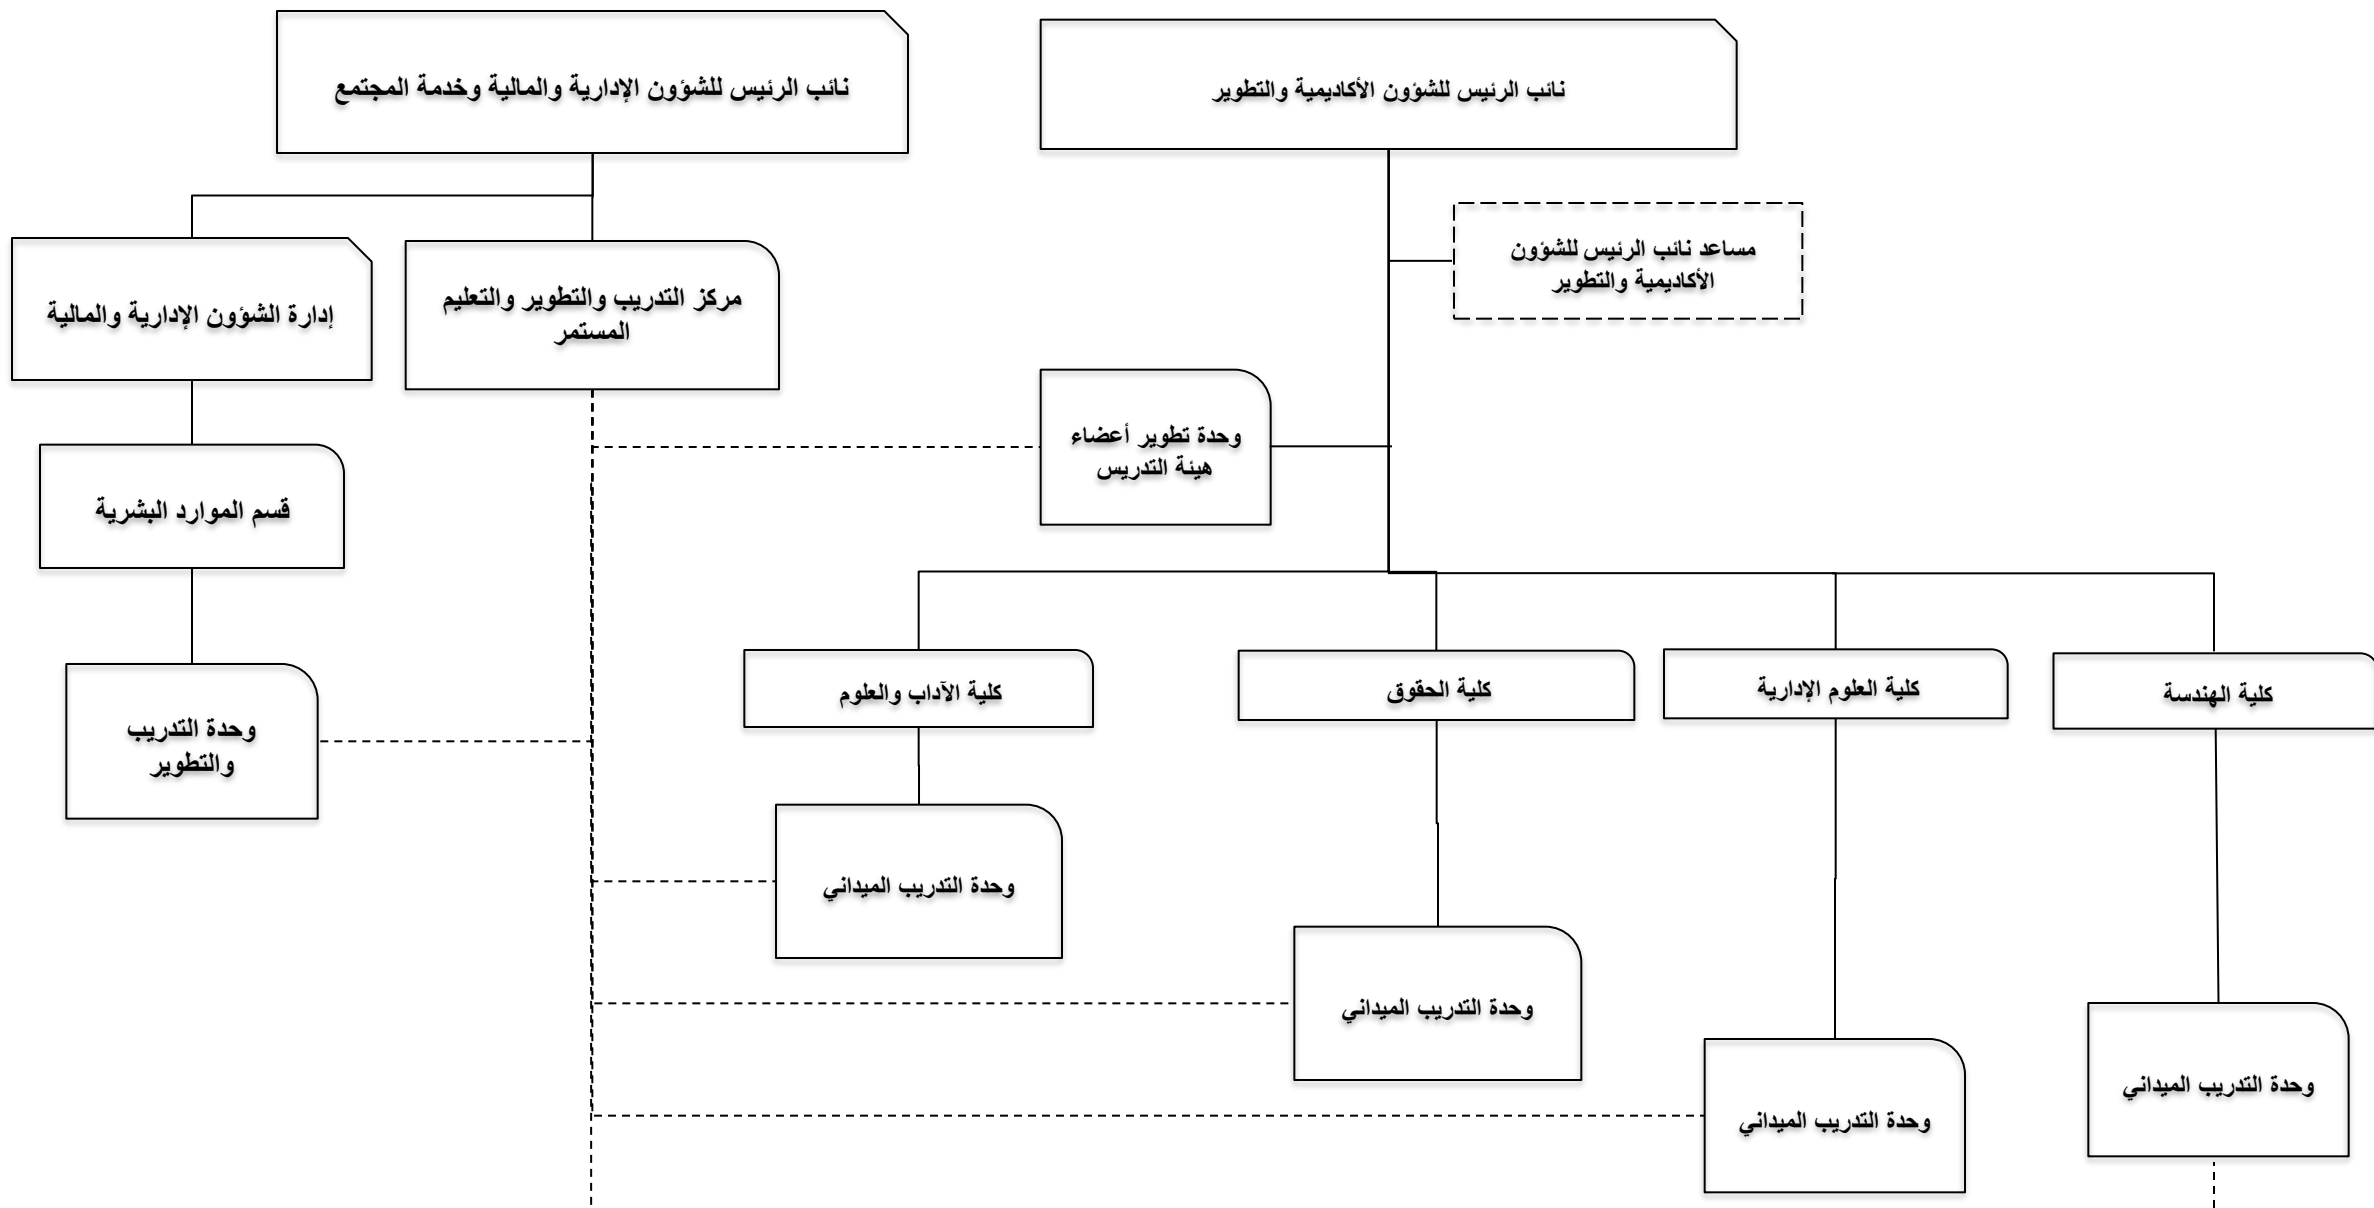 نائب الرئيس للشؤون الأكاديمية والتطوير
نائب الرئيس للشؤون الإدارية والمالية وخدمة المجتمع
مساعد نائب الرئيس للشؤون
الأكاديمية والتطوير
مركز التدريب والتطوير والتعليم
المستمر
إدارة الشؤون الإدارية والمالية
وحدة تطوير أعضاء
هيئة التدريس
قسم الموارد البشرية
كلية الهندسة
كلية العلوم الإدارية
كلية الحقوق
كلية الآداب والعلوم
وحدة التدريب
والتطوير
وحدة التدريب الميداني
وحدة التدريب الميداني
وحدة التدريب الميداني
وحدة التدريب الميداني